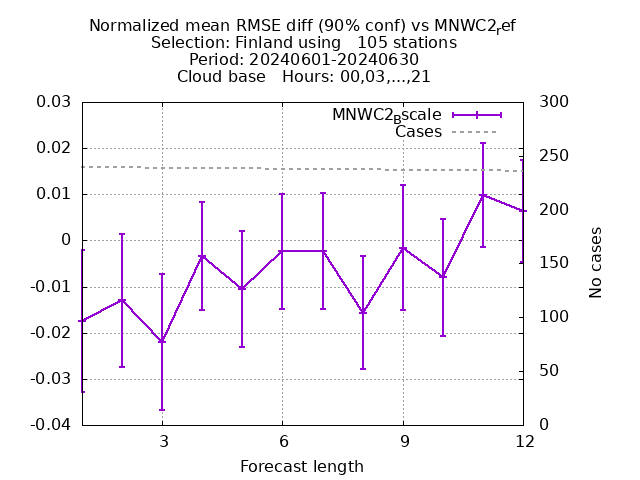 Normalized mean RMSE diff (90% conf) vs MNWC2ref
Selection: Finland using   105 stations
Period: 20240601-20240630
Cloud base   Hours: 00,03,...,21
MNWC2Bscale
Cases
0.03
0.02
0.01
0
-0.01
-0.02
-0.03
-0.04
300
250
200
150
100
50
0
No cases
3
6
9
12
Forecast length